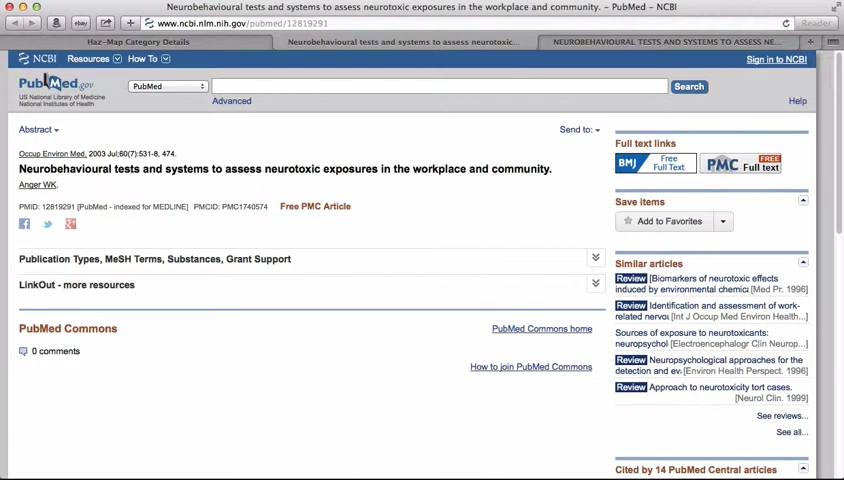 Neurobehavioural tests and systems to assess neurotoxic exposures in the workplace and community. - PubMed - NCBI
ebay
www.ncbi.nlm.nih.gov/pubmed/12819291
Reader
Haz-Map Category Details
Neurobehavioural tests and systems to assess neurotoxic...
NEUROBEHAVIOURAL TESTS AND SYSTEMS TO ASSESS NE...
NCBI Resources How To
Sign in to NCBI
PubMed.gov
US National Library of Medicine
National Institutes of Health
PubMed
Search
Advanced
Help
Abstract
Send to:
Occup Environ Med. 2003 Jul;60(7):531-8, 474.
Neurobehavioural tests and systems to assess neurotoxic exposures in the workplace and community.
Anger WK.
PMID: 12819291 [PubMed - indexed for MEDLINE] PMCID: PMC1740574 Free PMC Article
Publication Types, MeSH Terms, Substances, Grant Support
LinkOut - more resources
PubMed Commons
PubMed Commons home
0 comments
How to join PubMed Commons
Full text links
BMJ Free Full Text
PMC FREE Full text
Save items
Add to Favorites
Similar articles
Review [Biomarkers of neurotoxic effects
induced by environmental chemic [Med Pr. 1996]
Review Identification and assessment of work-
related nervou [Int J Occup Med Environ Health...]
Sources of exposure to neurotoxicants:
neuropsychol [Electroencephalogr Clin Neurop...]
Review Neuropsychological approaches for the
detection and ev [Environ Health Perspect. 1996]
Review Approach to neurotoxicity tort cases.
[Neurol Clin. 1999]
See reviews...
See all...
Cited by 14 PubMed Central articles